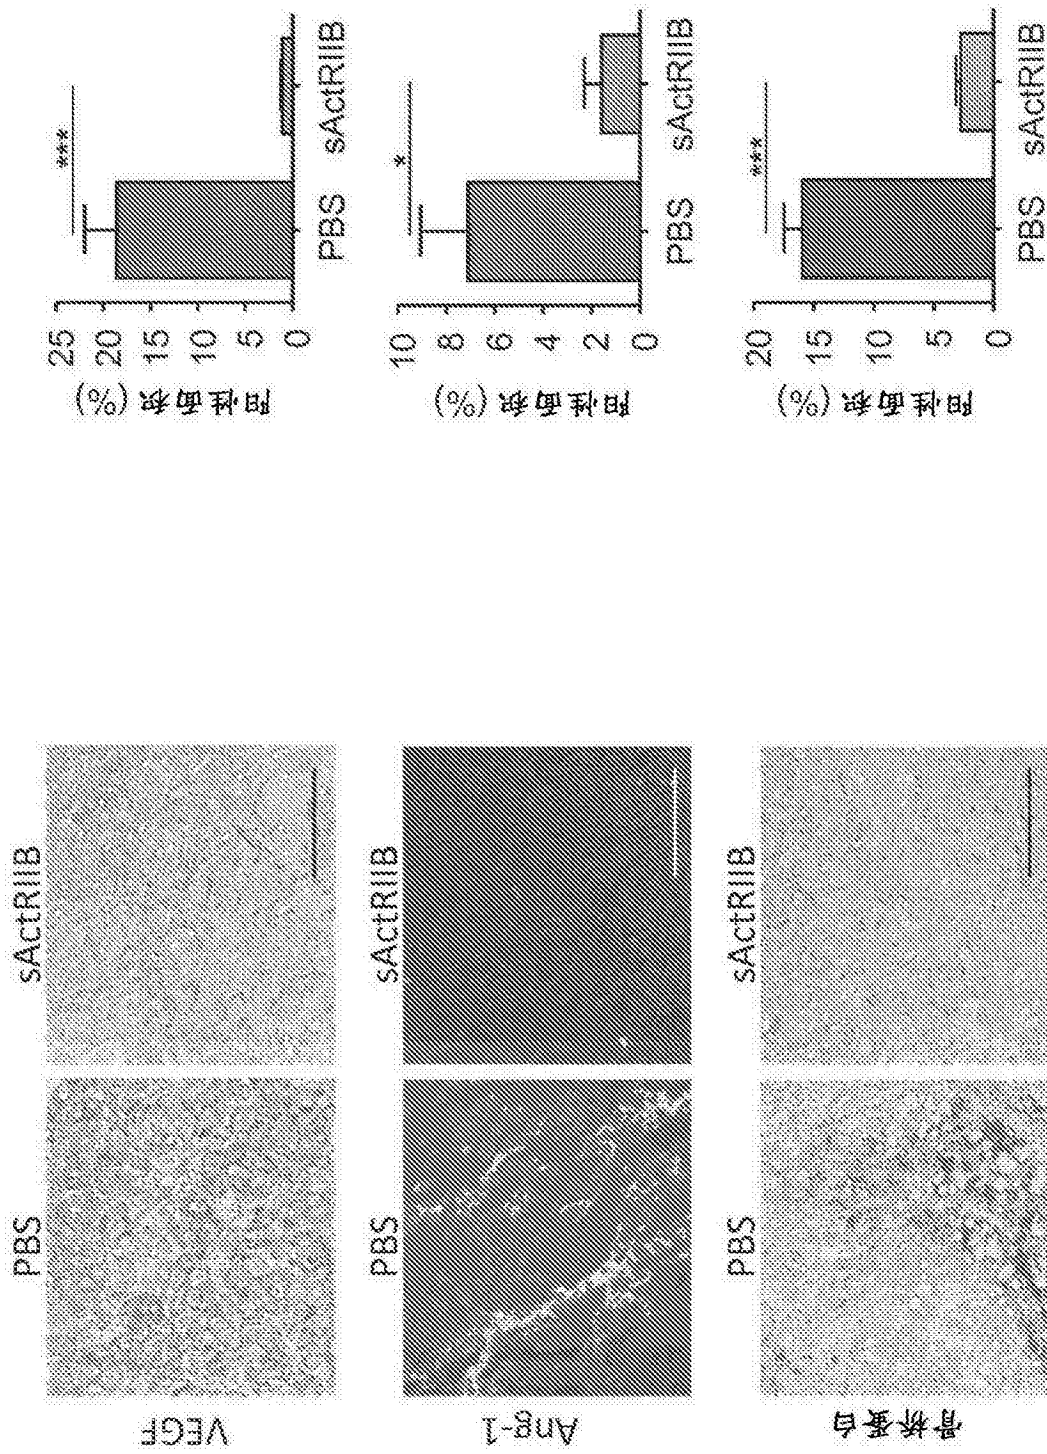 VEGF
PBS
sActRIIB
阳性面积 (%)
25
20
15
10
5
0
***
PBS
sActRIIB
Ang-1
PBS
sActRIIB
阳性面积 (%)
10
8
6
4
2
0
*
PBS
sActRIIB
骨桥蛋白
PBS
sActRIIB
阳性面积 (%)
20
15
10
5
0
***
PBS
sActRIIB